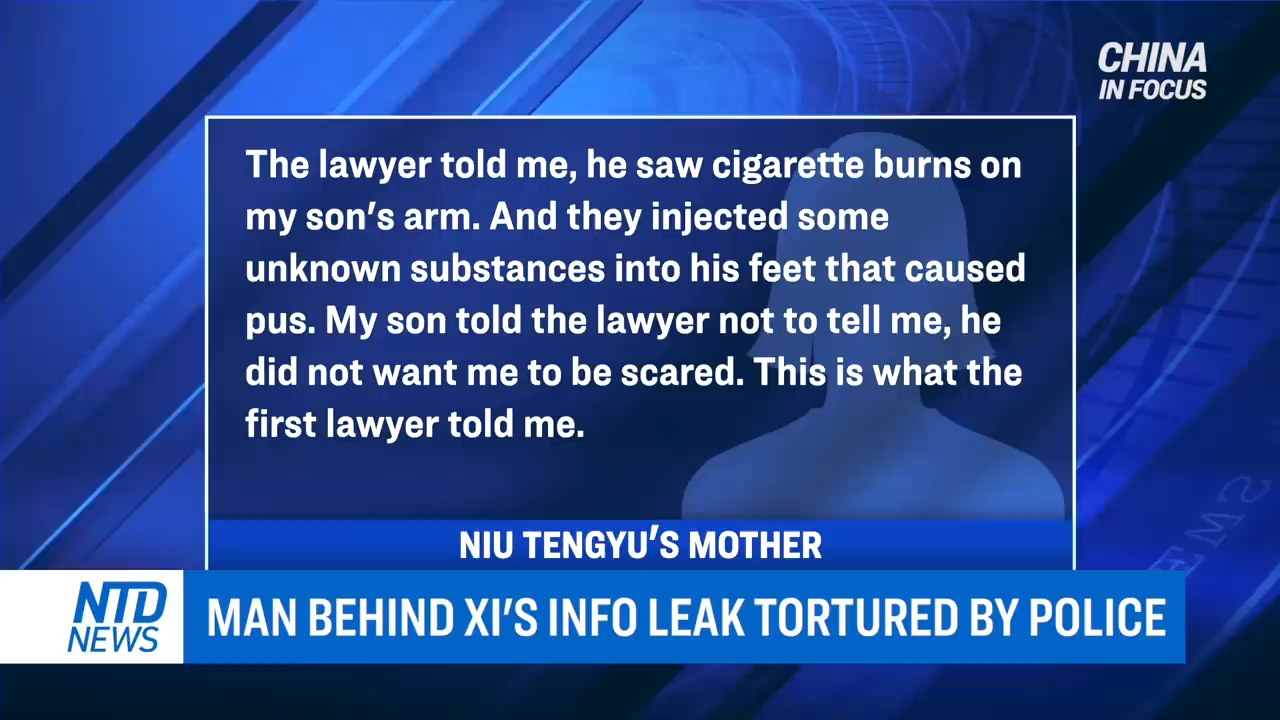 CHINA
IN FOCUS
The lawyer told me, he saw cigarette burns on
my son's arm. And they injected some
unknown substances into his feet that caused
pus. My son told the lawyer not to tell me, he
did not want me to be scared. This is what the
first lawyer told me.
NIU TENGYU'S MOTHER
NTD
NEWS
MAN BEHIND XI'S INFO LEAK TORTURED BY POLICE